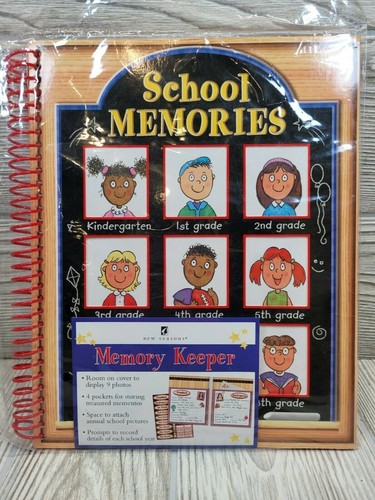 School
MEMORIES
Kindergarten 1st grade 2nd grade
3rd grade 4th grade 5th grade
NEW SEASONS®
Memory Keeper
• Room on cover to
display 9 photos
• 4 pockets for storing
treasured mementos
• Space to attach
annual school pictures
• Prompts to record
details of each school year
grade